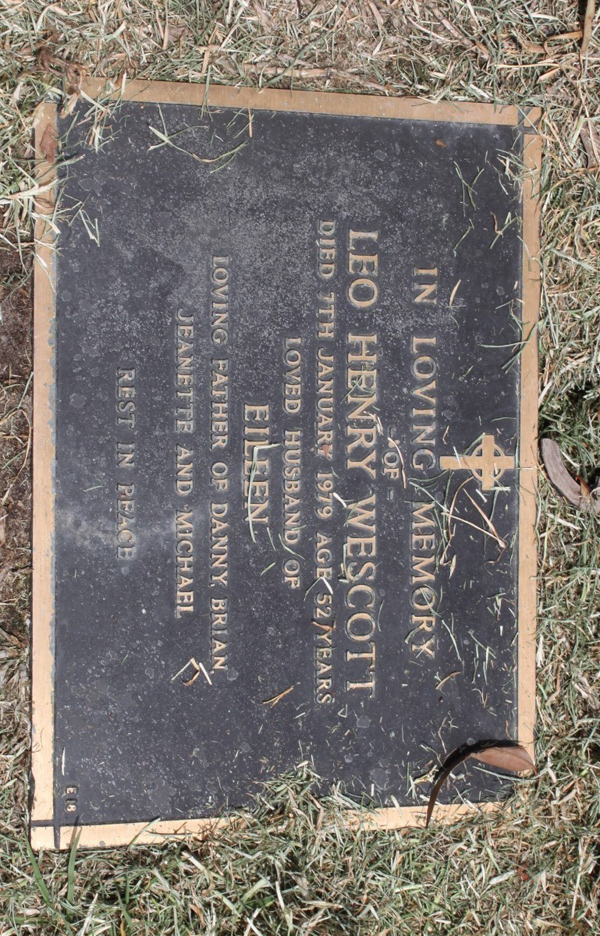 IN LOVING MEMORY
- OF -
LEO HENRY WESCOTT
DIED 7TH JANUARY 1979 AGE 52 YEARS
LOVED HUSBAND OF
EILEEN
LOVING FATHER OF DANNY, BRIAN,
JEANETTE AND MICHAEL
REST IN PEACE
E 18